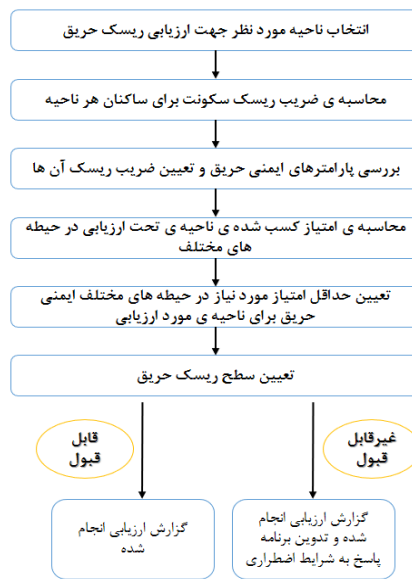 انتخاب ناحیه مورد نظر جهت ارزیابی ریسک حریق
محاسبه ی ضریب ریسک سکونت برای ساکنان هر ناحیه
بررسی پارامترهای ایمنی حریق و تعیین ضریب ریسک آن ها
محاسبه ی امتیاز کسب شده ی ناحیه ی تحت ارزیابی در حیطه
های مختلف
تعیین حداقل امتیاز مورد نیاز در حیطه های مختلف ایمنی
حریق برای ناحیه ی مورد ارزیابی
تعیین سطح ریسک حریق
غیرقابل
قبول
قابل
قبول
گزارش ارزیابی انجام
شده و تدوین برنامه
پاسخ به شرایط اضطراری
گزارش ارزیابی انجام
شده